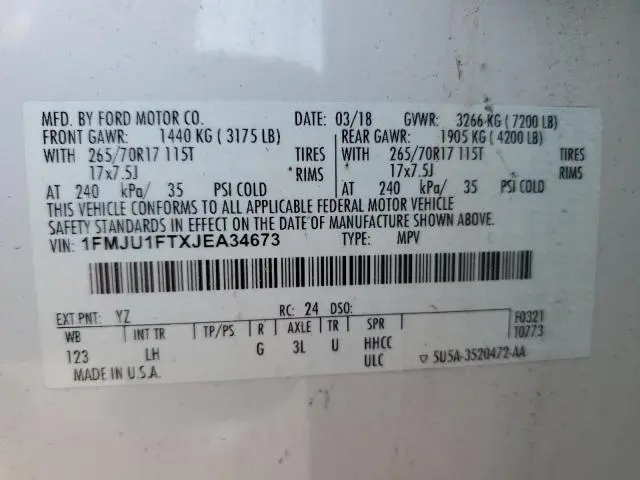 MFD. BY FORD MOTOR CO. DATE: 03/18 GVWR: 3266 KG ( 7200 LB)
FRONT GAWR: 1440 KG ( 3175 LB) REAR GAWR: 1905 KG ( 4200 LB)
WITH 265/70R17 115T TIRES WITH 265/70R17 115T TIRES
17x7.5J RIMS 17x7.5J RIMS
AT 240 kPa/ 35 PSI COLD AT 240 kPa/ 35 PSI COLD
THIS VEHICLE CONFORMS TO ALL APPLICABLE FEDERAL MOTOR VEHICLE
SAFETY STANDARDS IN EFFECT ON THE DATE OF MANUFACTURE SHOWN ABOVE.
VIN: 1FMJU1FTXJEA34673 TYPE: MPV
EXT PNT: YZ RC: 24 DSO: F0321
T0773
WB INT TR TP/PS R AXLE TR SPR
123 LH G 3L U HHCC
ULC 5U5A-3520472-AA
MADE IN U.S.A.